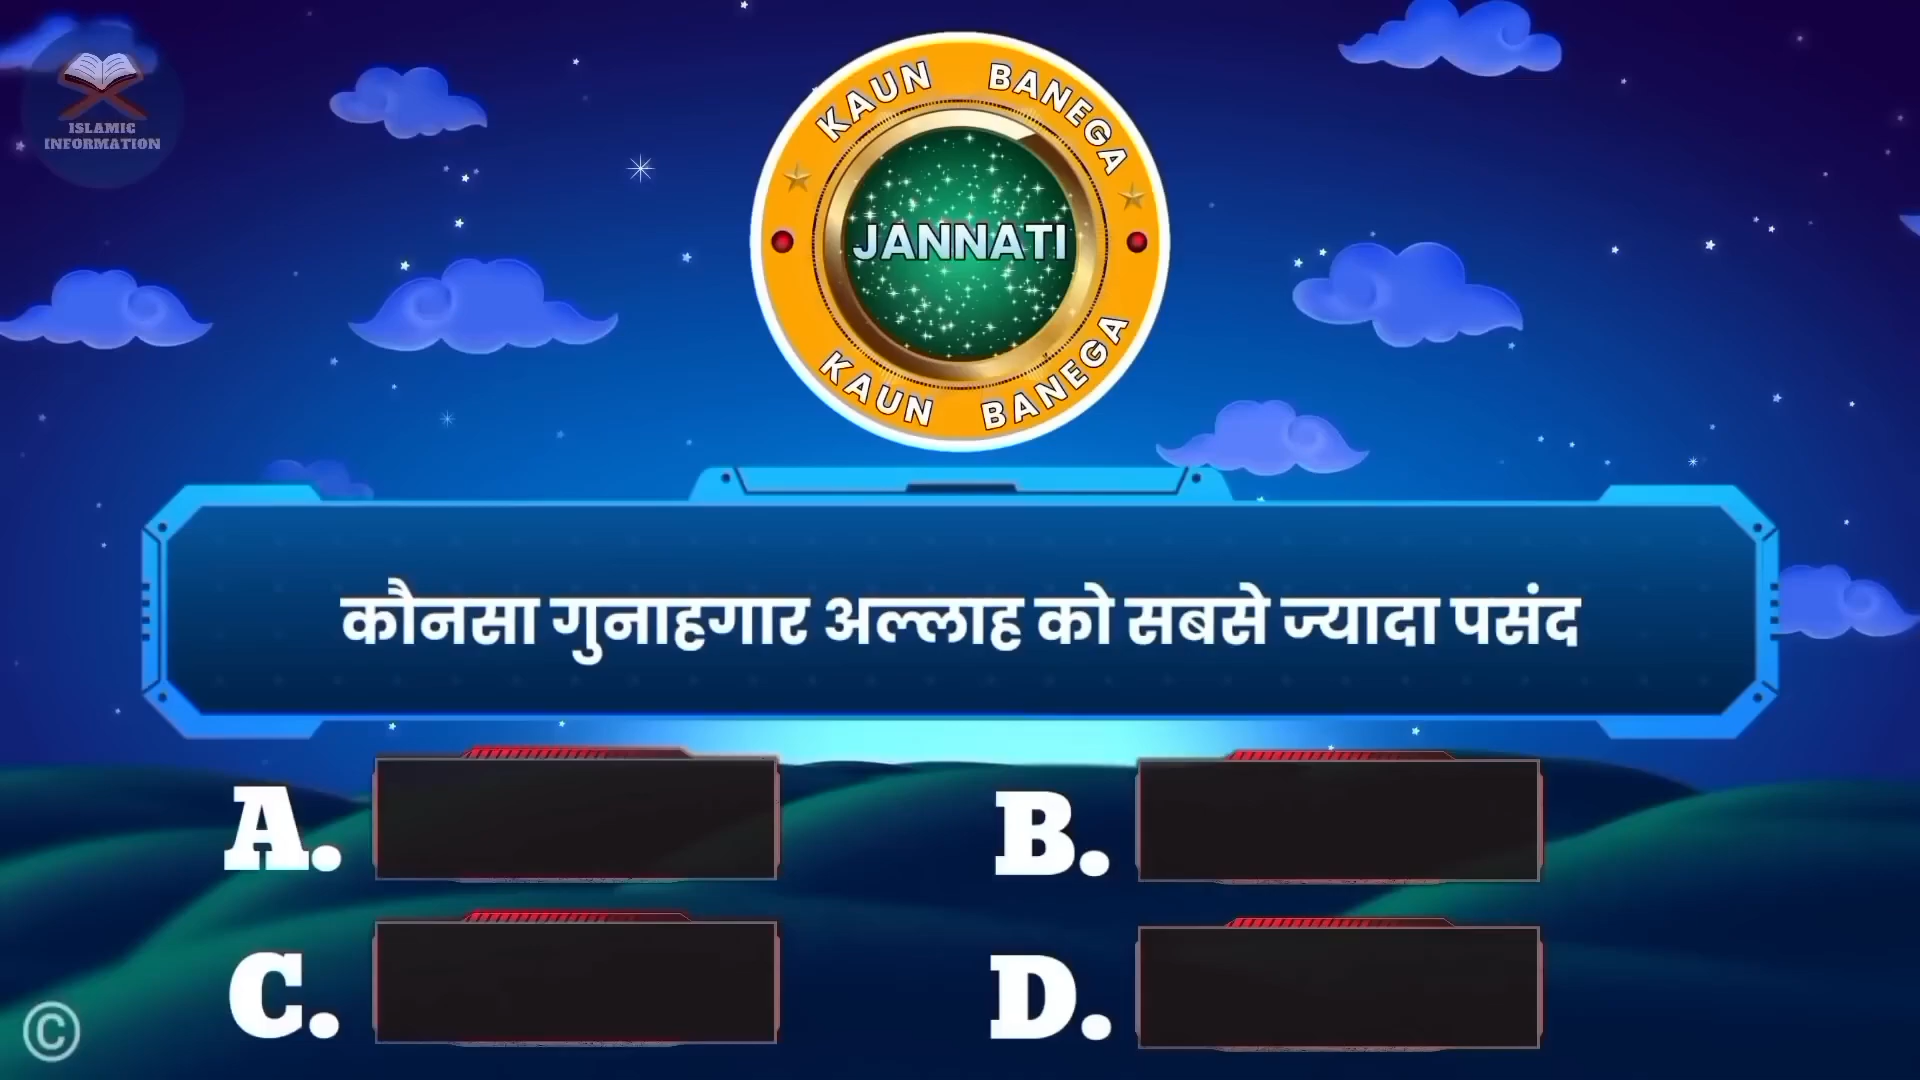 ISLAMIC
INFORMATION
KAUN BANEGA
JANNATI
KAUN BANEGA
कौनसा गुनाहगार अल्लाह को सबसे ज्यादा पसंद
A.
B.
C.
D.
©